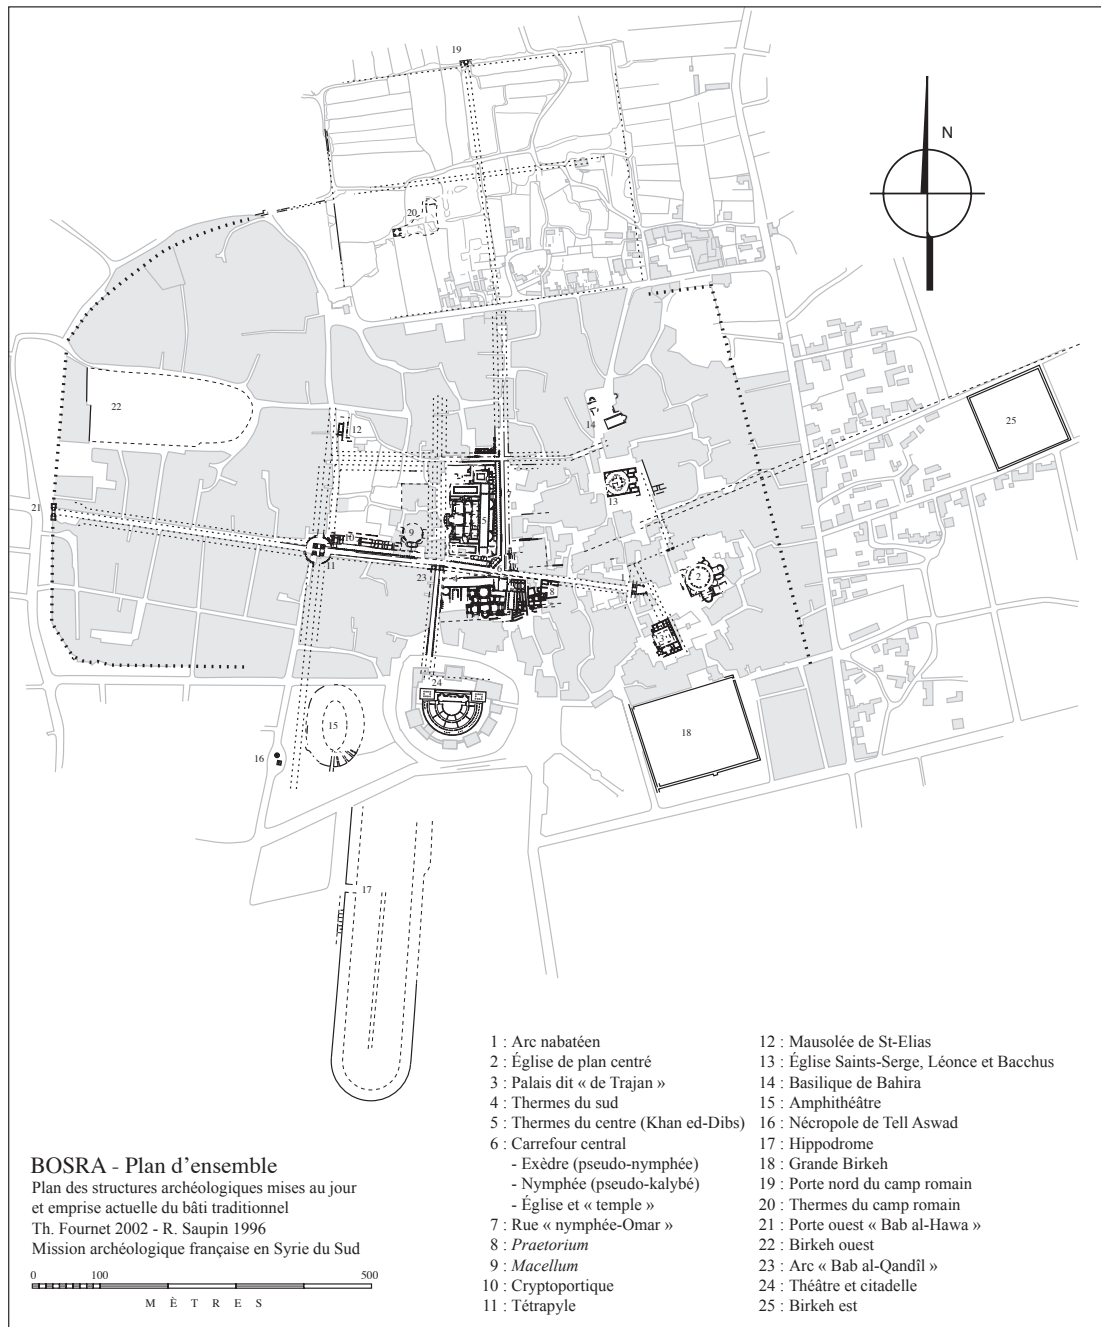 19
N
20
22
12
14
25
13
21
10
9
5
7
11
23
4
8
2
3
24
15
18
16
17
1 : Arc nabatéen
2 : Église de plan centré
3 : Palais dit « de Trajan »
4 : Thermes du sud
5 : Thermes du centre (Khan ed-Dibs)
6 : Carrefour central
- Exèdre (pseudo-nymphée)
- Nymphée (pseudo-kalybé)
- Église et « temple »
7 : Rue « nymphée-Omar »
8 : Praetorium
9 : Macellum
10 : Cryptoportique
11 : Tétrapyle
12 : Mausolée de St-Elias
13 : Église Saints-Serge, Léonce et Bacchus
14 : Basilique de Bahira
15 : Amphithéâtre
16 : Nécropole de Tell Aswad
17 : Hippodrome
18 : Grande Birkeh
19 : Porte nord du camp romain
20 : Thermes du camp romain
21 : Porte ouest « Bab al-Hawa »
22 : Birkeh ouest
23 : Arc « Bab al-Qandîl »
24 : Théâtre et citadelle
25 : Birkeh est
BOSRA - Plan d’ensemble
Plan des structures archéologiques mises au jour
et emprise actuelle du bâti traditionnel
Th. Fournet 2002 - R. Saupin 1996
Mission archéologique française en Syrie du Sud
0 100 500
MÈTRES